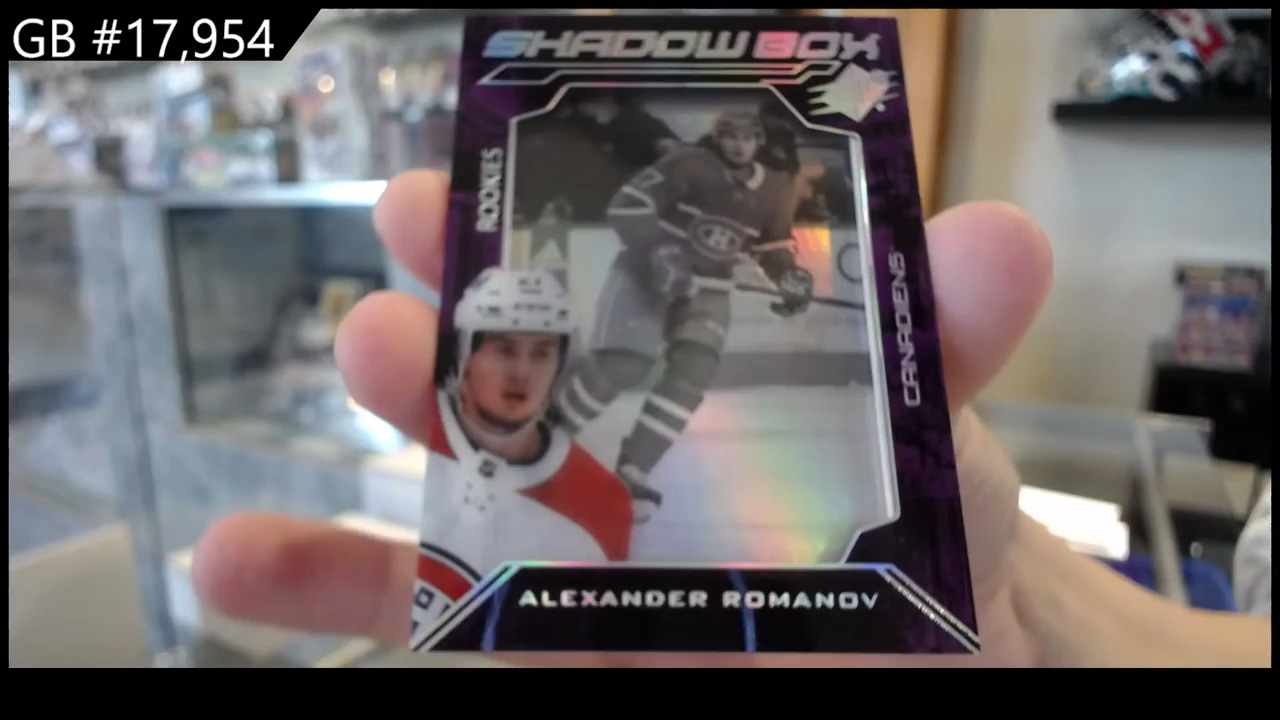 GB #17,954
SHADOW BOX
ROOKIES
CANADIENS
ALEXANDER ROMANOV